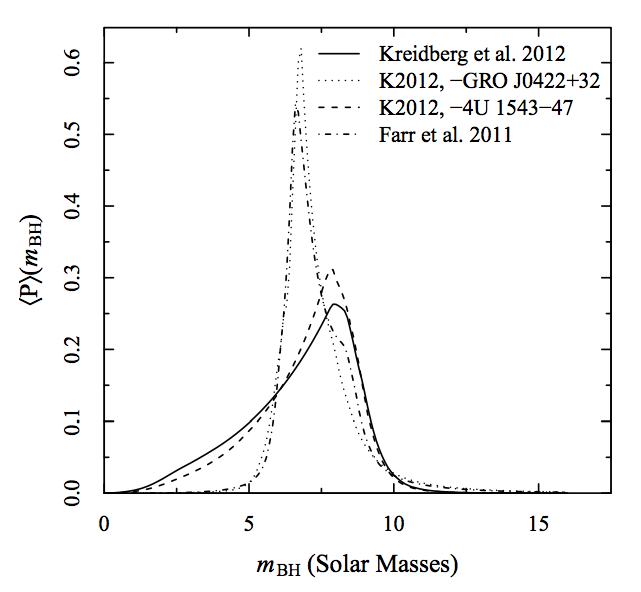 Kreidberg et al. 2012
K2012, −GRO J0422+32
K2012, −4U 1543−47
Farr et al. 2011
⟨P⟩(mBH)
0.6
0.5
0.4
0.3
0.2
0.1
0.0
0 5 10 15
mBH (Solar Masses)